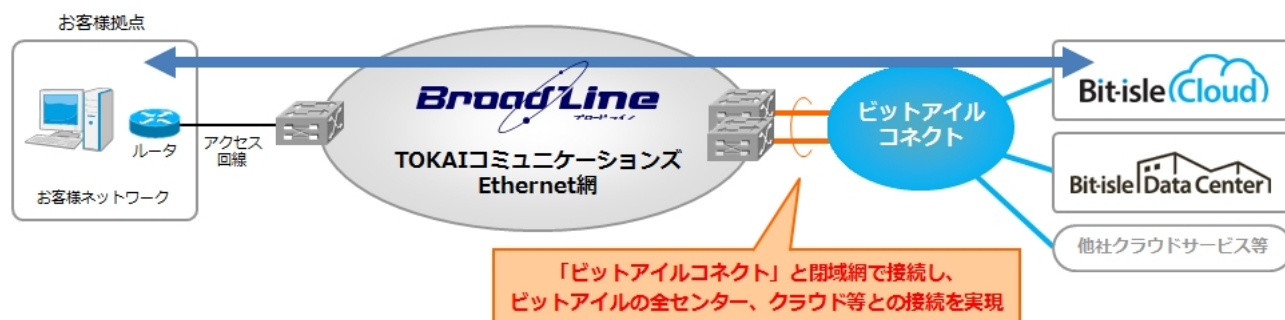 お客様拠点
ルータ
アクセス
回線
お客様ネットワーク
BroadLine
ブロードライン
TOKAIコミュニケーションズ
Ethernet網
ビットアイル
コネクト
Bit-isle Cloud
Bit-isle Data Center
他社クラウドサービス等
「ビットアイルコネクト」と閉域網で接続し、
ビットアイルの全センター、クラウド等との接続を実現